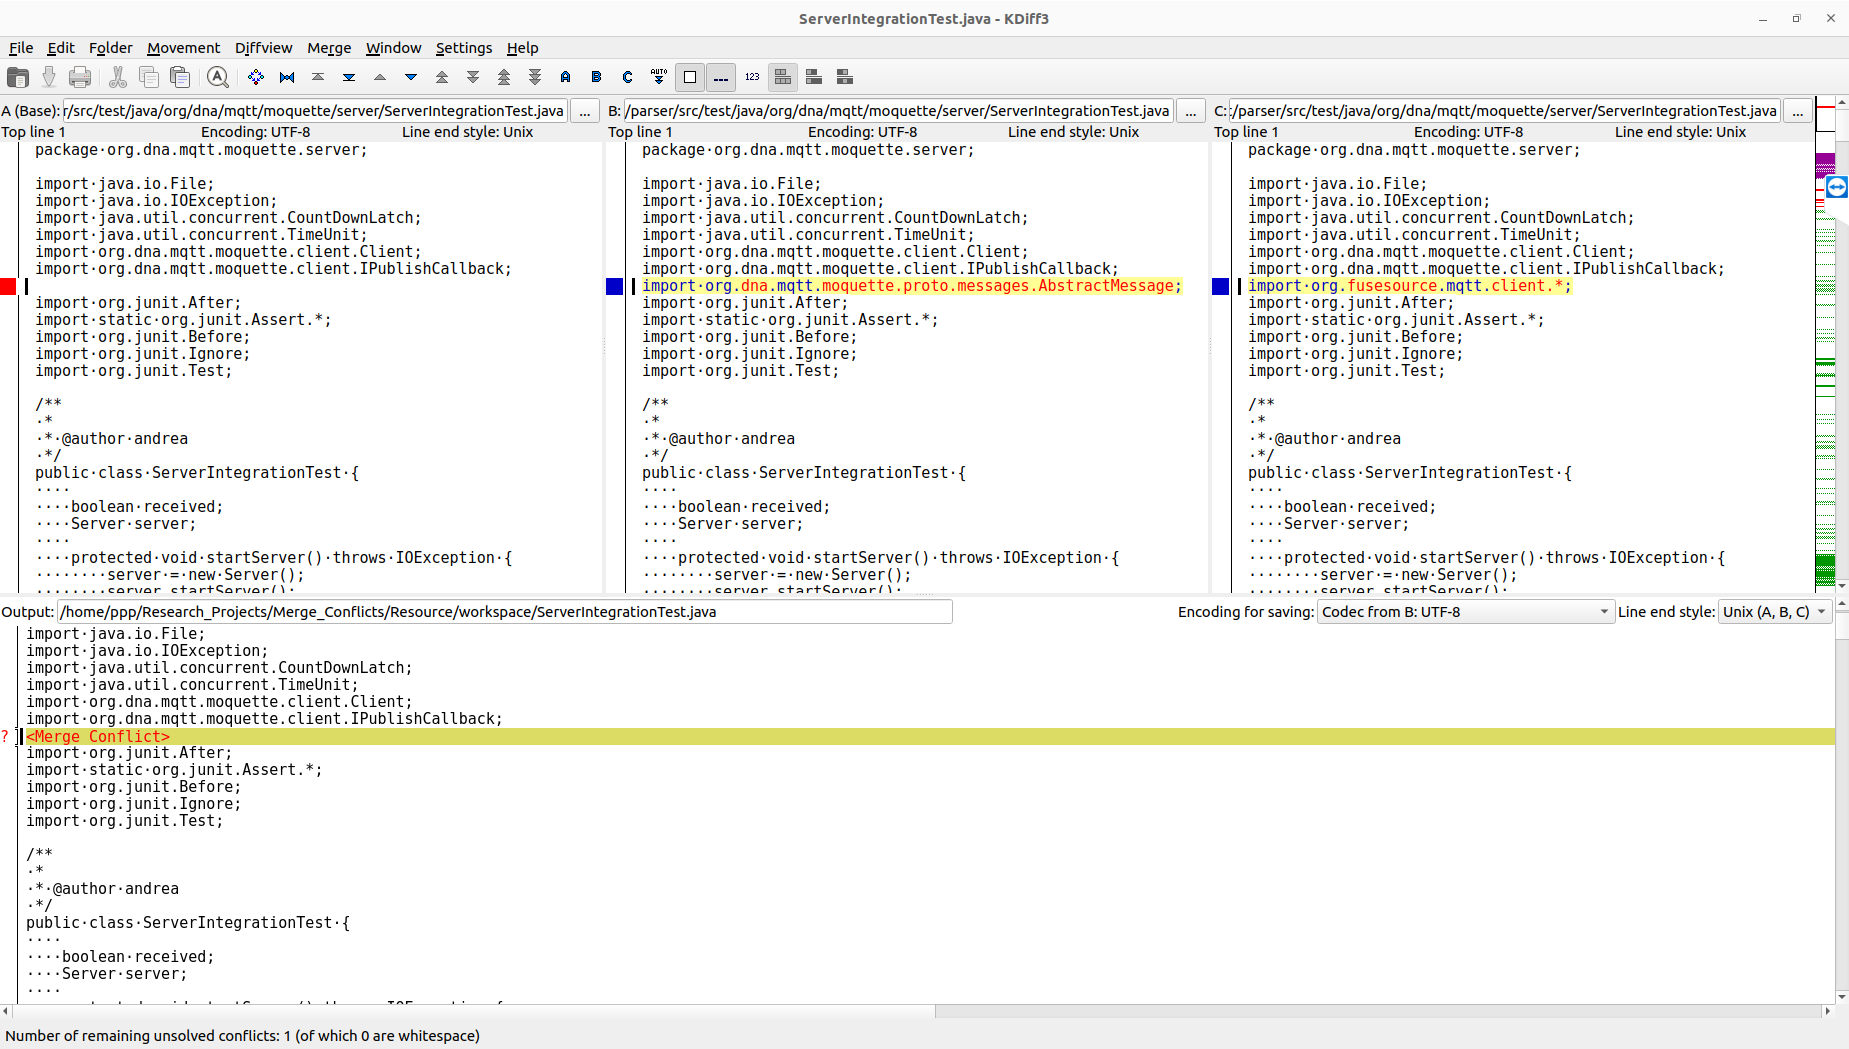 ServerIntegrationTest.java - KDiff3
File Edit Folder Movement Diffview Merge Window Settings Help
A B C AUTO 123
A (Base): r/src/test/java/org/dna/mqtt/moquette/server/ServerIntegrationTest.java ... B: /parser/src/test/java/org/dna/mqtt/moquette/server/ServerIntegrationTest.java ... C: /parser/src/test/java/org/dna/mqtt/moquette/server/ServerIntegrationTest.java ...
Top line 1 Encoding: UTF-8 Line end style: Unix Top line 1 Encoding: UTF-8 Line end style: Unix Top line 1 Encoding: UTF-8 Line end style: Unix
package·org.dna.mqtt.moquette.server;
import·java.io.File;
import·java.io.IOException;
import·java.util.concurrent.CountDownLatch;
import·java.util.concurrent.TimeUnit;
import·org.dna.mqtt.moquette.client.Client;
import·org.dna.mqtt.moquette.client.IPublishCallback;
import·org.junit.After;
import·static·org.junit.Assert.*;
import·org.junit.Before;
import·org.junit.Ignore;
import·org.junit.Test;
/**
·*
·*·@author·andrea
·*/
public·class·ServerIntegrationTest·{
····
····boolean·received;
····Server·server;
····
····protected·void·startServer()·throws·IOException·{
········server·=·new·Server();
········server.startServer();
package·org.dna.mqtt.moquette.server;
import·java.io.File;
import·java.io.IOException;
import·java.util.concurrent.CountDownLatch;
import·java.util.concurrent.TimeUnit;
import·org.dna.mqtt.moquette.client.Client;
import·org.dna.mqtt.moquette.client.IPublishCallback;
import·org.dna.mqtt.moquette.proto.messages.AbstractMessage;
import·org.junit.After;
import·static·org.junit.Assert.*;
import·org.junit.Before;
import·org.junit.Ignore;
import·org.junit.Test;
/**
·*
·*·@author·andrea
·*/
public·class·ServerIntegrationTest·{
····
····boolean·received;
····Server·server;
····
····protected·void·startServer()·throws·IOException·{
········server·=·new·Server();
········server.startServer();
package·org.dna.mqtt.moquette.server;
import·java.io.File;
import·java.io.IOException;
import·java.util.concurrent.CountDownLatch;
import·java.util.concurrent.TimeUnit;
import·org.dna.mqtt.moquette.client.Client;
import·org.dna.mqtt.moquette.client.IPublishCallback;
import·org.fusesource.mqtt.client.*;
import·org.junit.After;
import·static·org.junit.Assert.*;
import·org.junit.Before;
import·org.junit.Ignore;
import·org.junit.Test;
/**
·*
·*·@author·andrea
·*/
public·class·ServerIntegrationTest·{
····
····boolean·received;
····Server·server;
····
····protected·void·startServer()·throws·IOException·{
········server·=·new·Server();
········server.startServer();
Output: /home/ppp/Research_Projects/Merge_Conflicts/Resource/workspace/ServerIntegrationTest.java Encoding for saving: Codec from B: UTF-8 Line end style: Unix (A, B, C)
import·java.io.File;
import·java.io.IOException;
import·java.util.concurrent.CountDownLatch;
import·java.util.concurrent.TimeUnit;
import·org.dna.mqtt.moquette.client.Client;
import·org.dna.mqtt.moquette.client.IPublishCallback;
? <Merge Conflict>
import·org.junit.After;
import·static·org.junit.Assert.*;
import·org.junit.Before;
import·org.junit.Ignore;
import·org.junit.Test;
/**
·*
·*·@author·andrea
·*/
public·class·ServerIntegrationTest·{
····
····boolean·received;
····Server·server;
····
Number of remaining unsolved conflicts: 1 (of which 0 are whitespace)